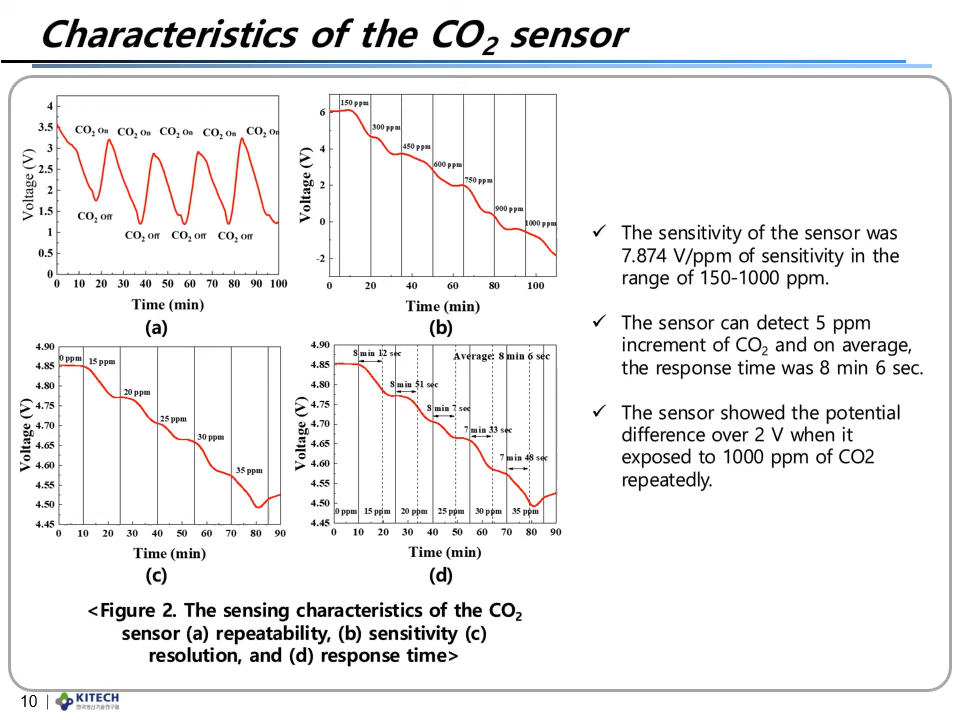 Characteristics of the CO2 sensor
4
3.5
3
2.5
2
1.5
1
0.5
0
Voltage (V)
CO2 On CO2 On CO2 On CO2 On CO2 On
CO2 Off
CO2 Off CO2 Off CO2 Off
0 10 20 30 40 50 60 70 80 90 100
Time (min)
(a)
6
4
2
0
-2
Voltage (V)
150 ppm
300 ppm
450 ppm
600 ppm
750 ppm
900 ppm
1000 ppm
0 20 40 60 80 100
Time (min)
(b)
4.90
4.85
4.80
4.75
4.70
4.65
4.60
4.55
4.50
4.45
Voltage (V)
0 ppm
15 ppm
20 ppm
25 ppm
30 ppm
35 ppm
0 10 20 30 40 50 60 70 80 90
Time (min)
(c)
4.90
4.85
4.80
4.75
4.70
4.65
4.60
4.55
4.50
4.45
Voltage (V)
8 min 12 sec
Average: 8 min 6 sec
8 min 51 sec
8 min 7 sec
7 min 33 sec
7 min 48 sec
0 ppm 15 ppm 20 ppm 25 ppm 30 ppm 35 ppm
0 10 20 30 40 50 60 70 80 90
Time (min)
(d)
<Figure 2. The sensing characteristics of the CO2
sensor (a) repeatability, (b) sensitivity (c)
resolution, and (d) response time>
✓ The sensitivity of the sensor was
7.874 V/ppm of sensitivity in the
range of 150-1000 ppm.
✓ The sensor can detect 5 ppm
increment of CO2 and on average,
the response time was 8 min 6 sec.
✓ The sensor showed the potential
difference over 2 V when it
exposed to 1000 ppm of CO2
repeatedly.
10 |
KITECH
한국생산기술연구원